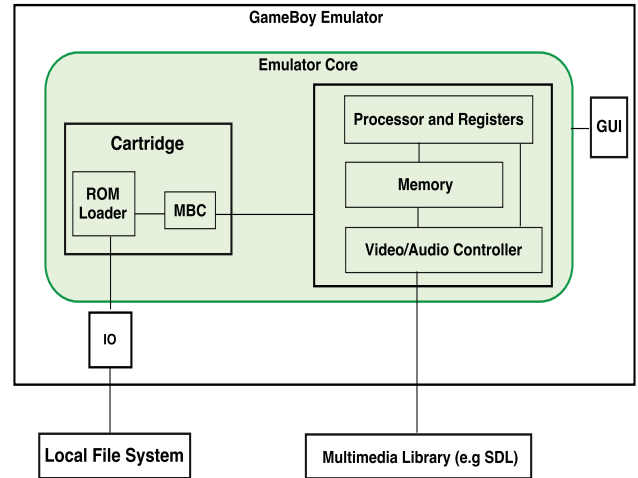 GameBoy Emulator
Emulator Core
Cartridge
ROM
Loader
MBC
Processor and Registers
Memory
Video/Audio Controller
GUI
IO
Local File System
Multimedia Library (e.g SDL)